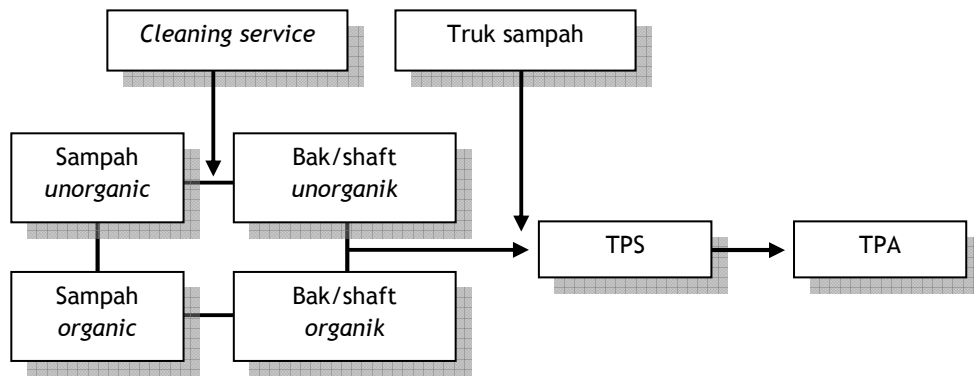 Cleaning service
Truk sampah
Sampah
unorganic
Bak/shaft
unorganik
TPS
TPA
Sampah
organic
Bak/shaft
organik